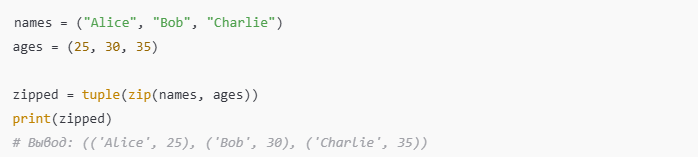 names = ("Alice", "Bob", "Charlie")
ages = (25, 30, 35)
zipped = tuple(zip(names, ages))
print(zipped)
# Вывод: (('Alice', 25), ('Bob', 30), ('Charlie', 35))